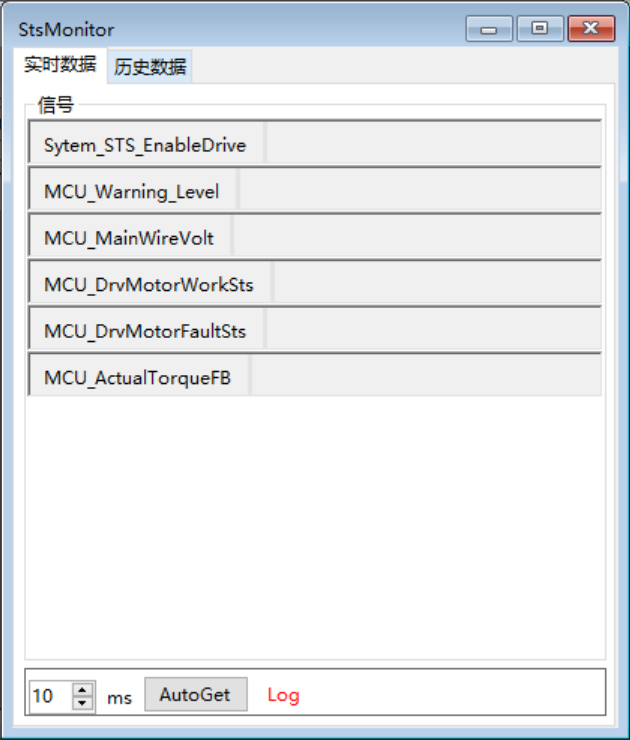 StsMonitor
实时数据 历史数据
信号
Sytem_STS_EnableDrive
MCU_Warning_Level
MCU_MainWireVolt
MCU_DrvMotorWorkSts
MCU_DrvMotorFaultSts
MCU_ActualTorqueFB
10 ms AutoGet Log